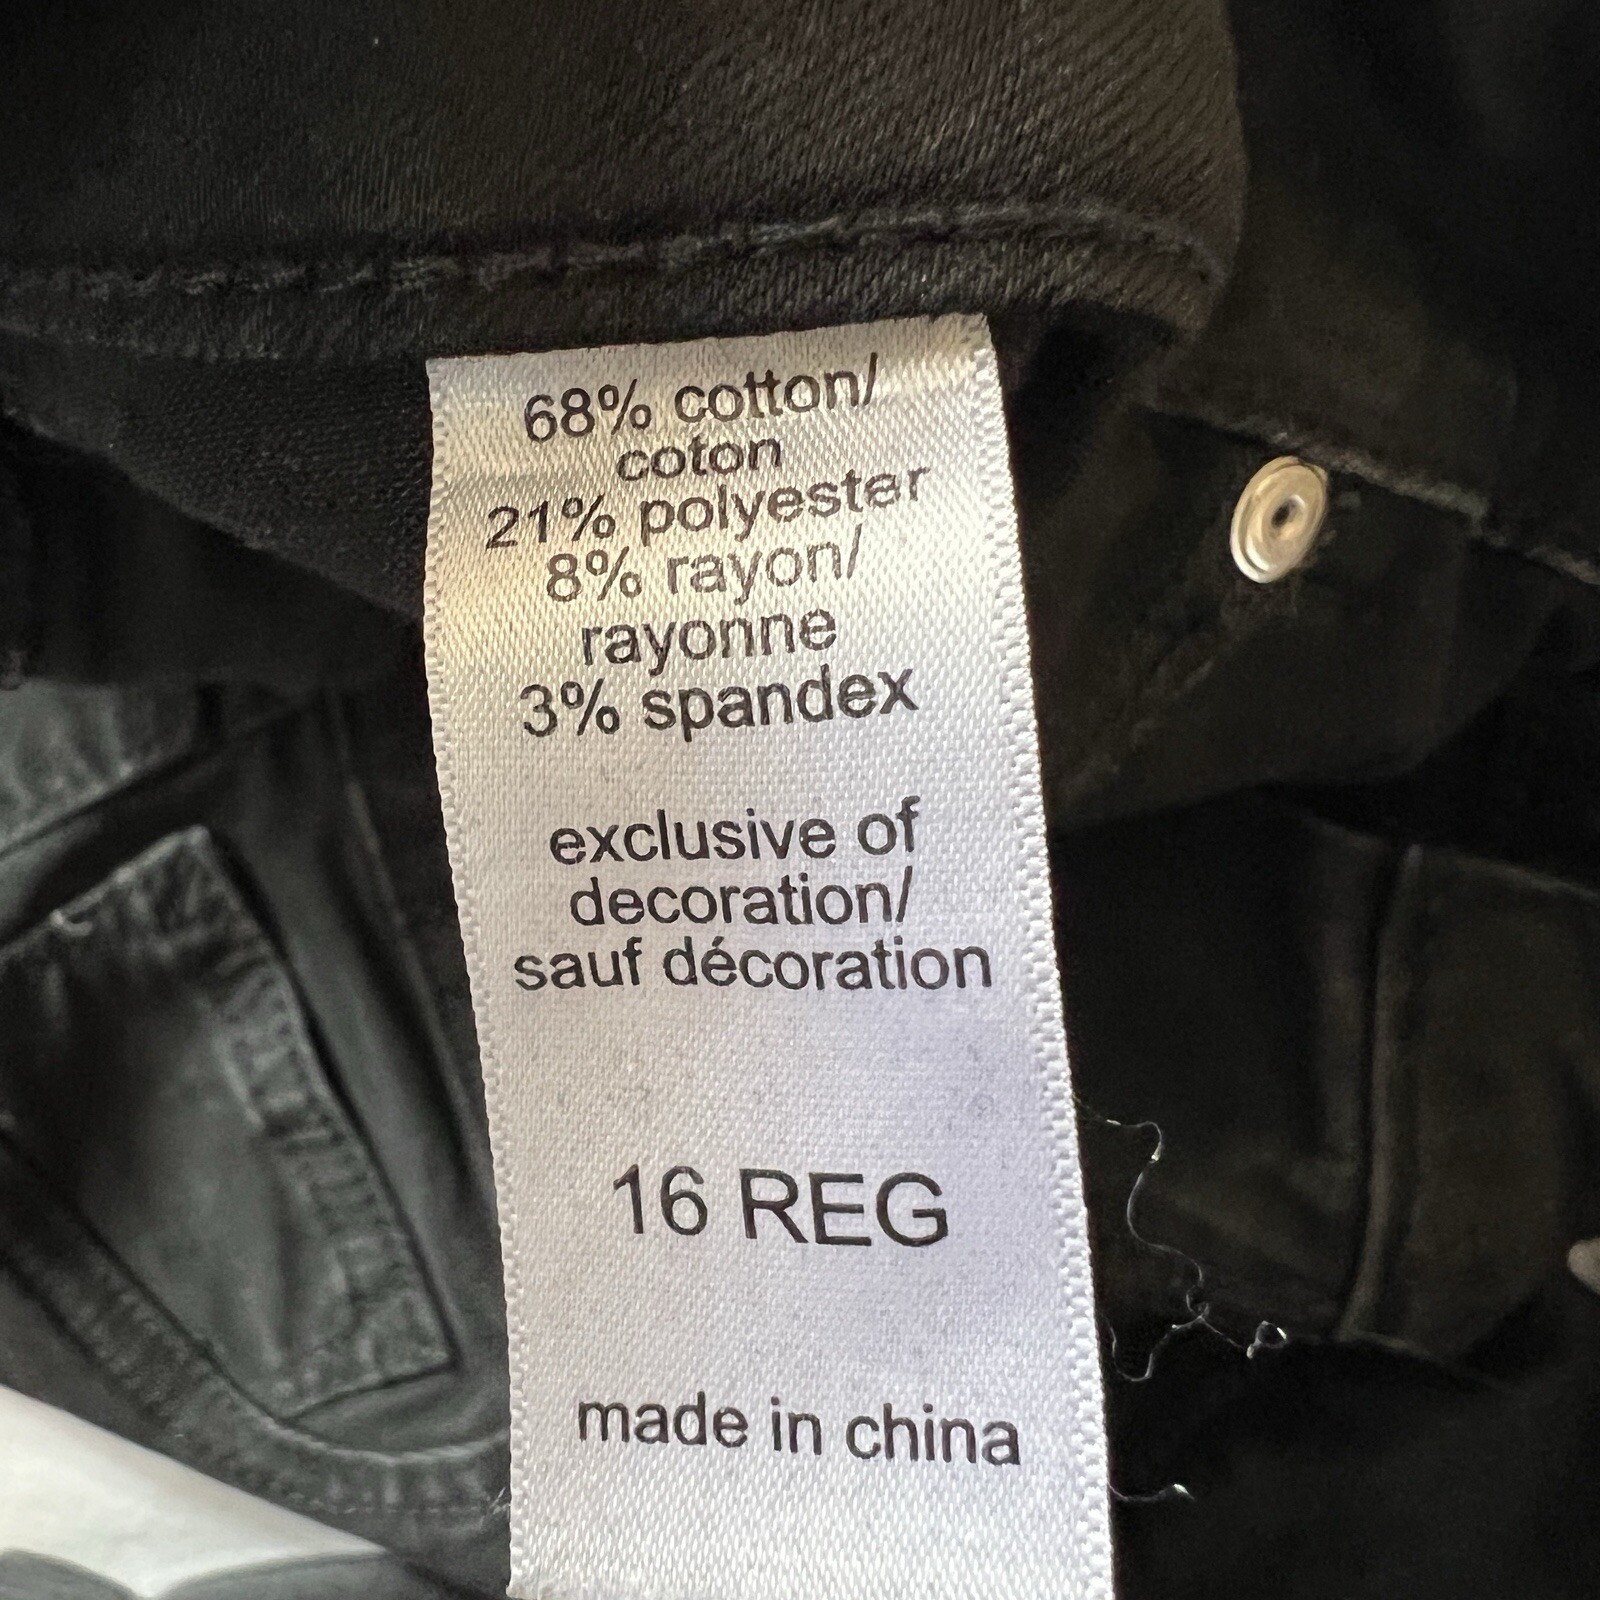 68% cotton/
coton
21% polyester
8% rayon/
rayonne
3% spandex
exclusive of
decoration/
sauf décoration
16 REG
made in china